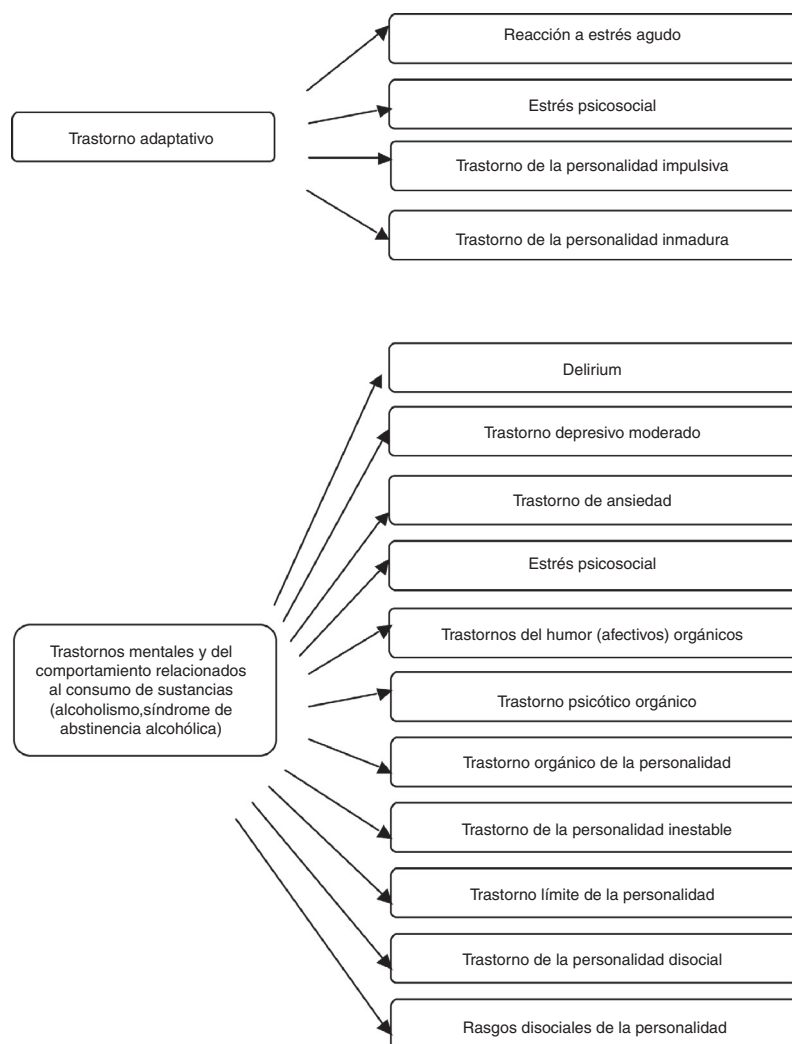 Reacción a estrés agudo
Estrés psicosocial
Trastorno adaptativo
Trastorno de la personalidad impulsiva
Trastorno de la personalidad inmadura
Delirium
Trastorno depresivo moderado
Trastorno de ansiedad
Estrés psicosocial
Trastornos mentales y del
comportamiento relacionados
al consumo de sustancias
(alcoholismo,síndrome de
abstinencia alcohólica)
Trastornos del humor (afectivos) orgánicos
Trastorno psicótico orgánico
Trastorno orgánico de la personalidad
Trastorno de la personalidad inestable
Trastorno límite de la personalidad
Trastorno de la personalidad disocial
Rasgos disociales de la personalidad